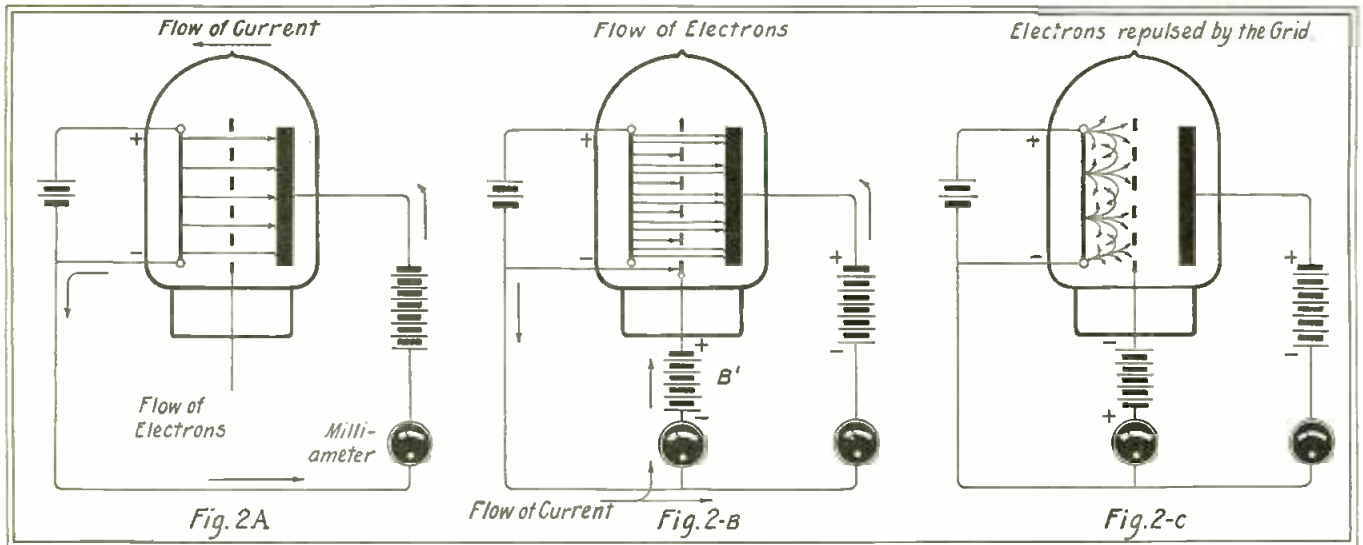 Flow of Current
+
-
Flow of
Electrons
Milli-
ameter
Fig. 2A
Flow of Electrons
+
-
+
B'
-
+
-
Flow of Current
Fig. 2-B
Electrons repulsed by the Grid.
+
-
-
+
+
-
Fig. 2-c